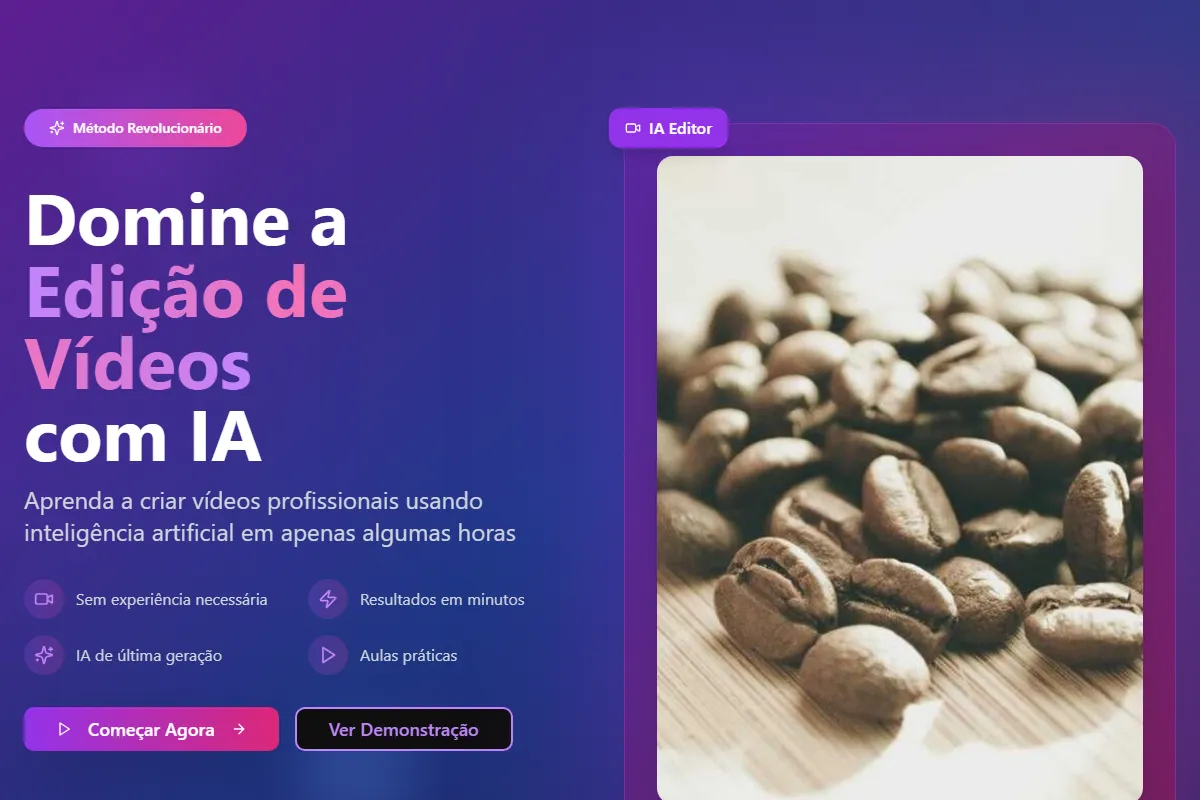 Método Revolucionário
IA Editor
Domine a
Edição de
Vídeos
com IA
Aprenda a criar vídeos profissionais usando
inteligência artificial em apenas algumas horas
Sem experiência necessária
Resultados em minutos
IA de última geração
Aulas práticas
Começar Agora
Ver Demonstração